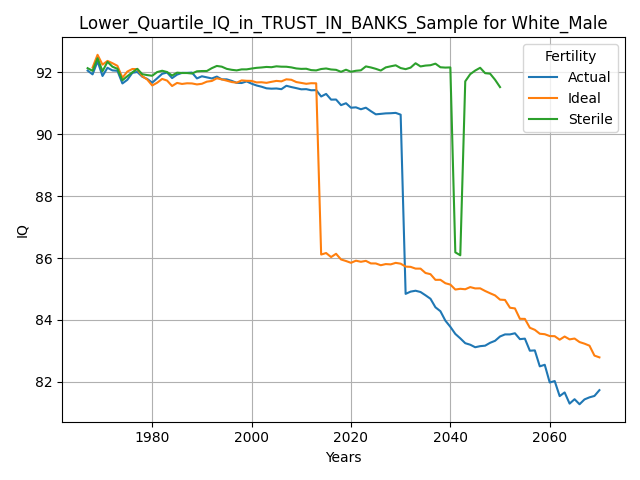 Lower_Quartile_IQ_in_TRUST_IN_BANKS_Sample for White_Male
Fertility
Actual
Ideal
Sterile
IQ
92
90
88
86
84
82
1980
2000
2020
2040
2060
Years